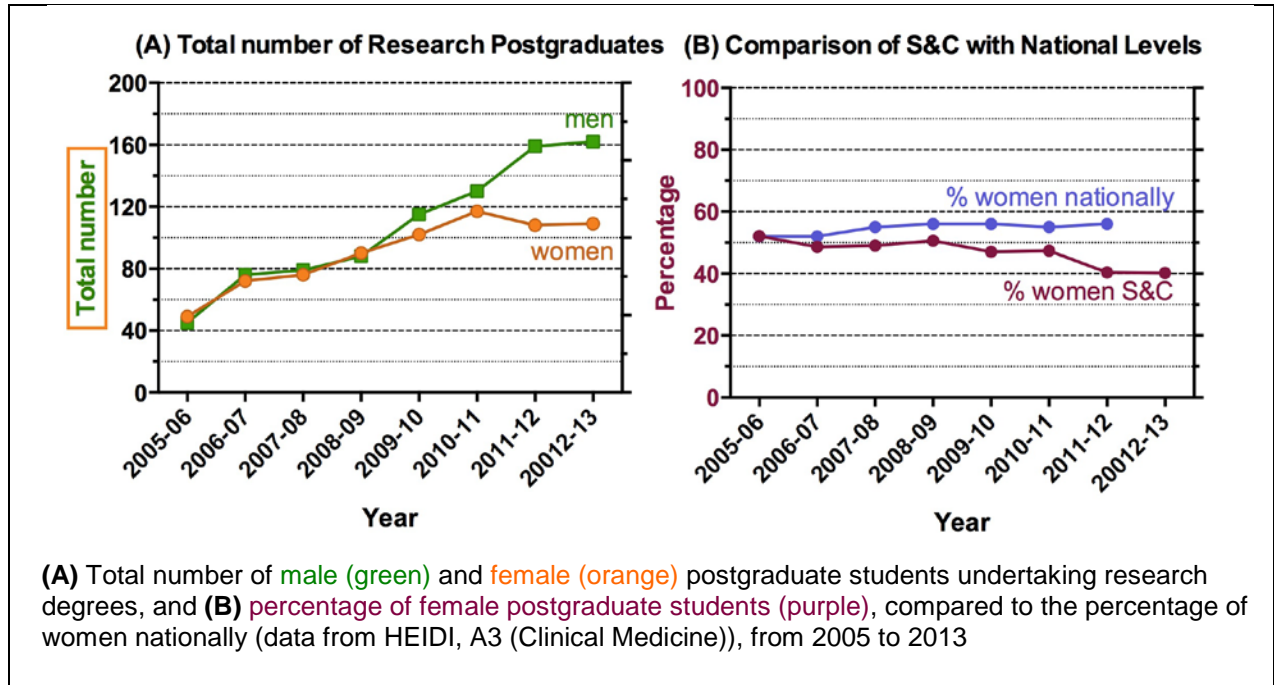 (A) Total number of Research Postgraduates
200
160
120
80
40
0
Total number
men
women
2005-06
2006-07
2007-08
2008-09
2009-10
2010-11
2011-12
20012-13
Year
(B) Comparison of S&C with National Levels
100
80
60
40
20
0
Percentage
% women nationally
% women S&C
2005-06
2006-07
2007-08
2008-09
2009-10
2010-11
2011-12
20012-13
Year
(A) Total number of male (green) and female (orange) postgraduate students undertaking research
degrees, and (B) percentage of female postgraduate students (purple), compared to the percentage of
women nationally (data from HEIDI, A3 (Clinical Medicine)), from 2005 to 2013